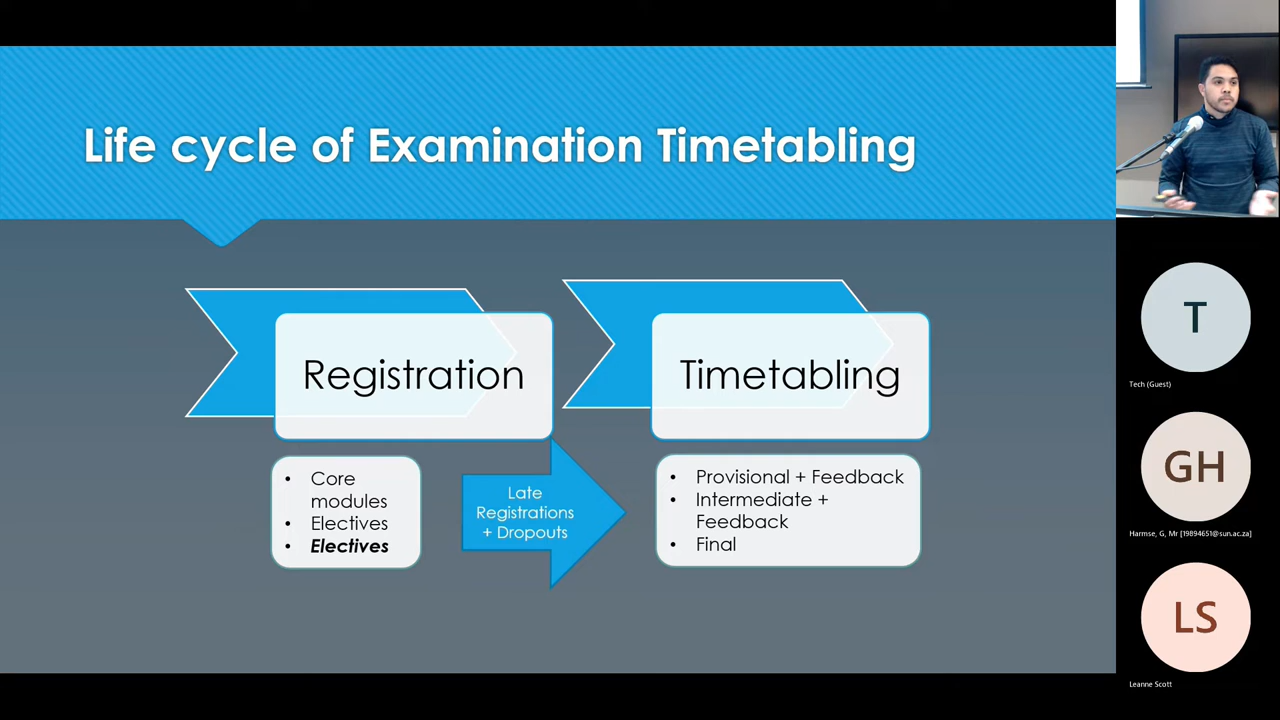 Life cycle of Examination Timetabling
Registration
Timetabling
• Core
modules
• Electives
• Electives
Late
Registrations
+ Dropouts
• Provisional + Feedback
• Intermediate +
Feedback
• Final
T
Tech (Guest)
GH
Harmse, G, Mr [19894651@sun.ac.za]
LS
Leanne Scott